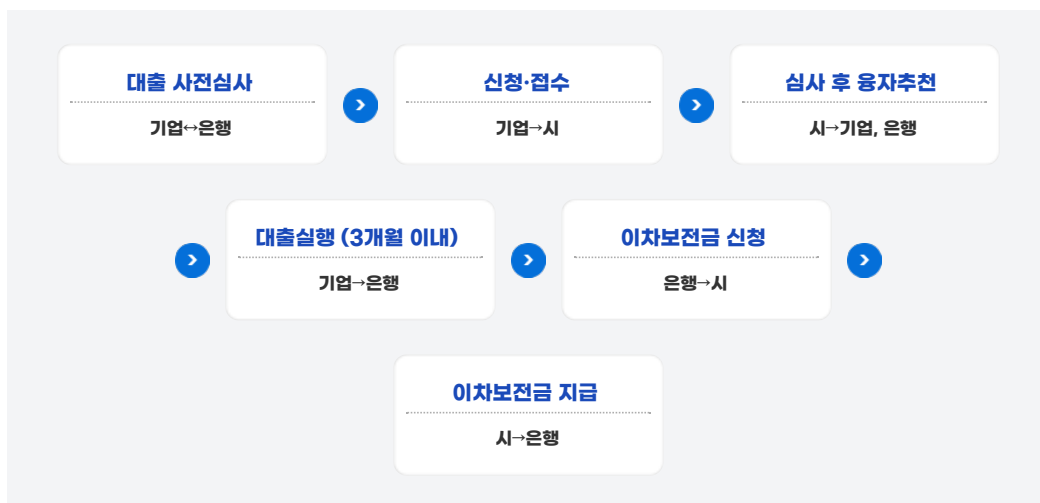 대출 사전심사
기업↔은행
신청·접수
기업→시
심사 후 융자추천
시→기업, 은행
대출실행 (3개월 이내)
기업→은행
이차보전금 신청
은행→시
이차보전금 지급
시→은행